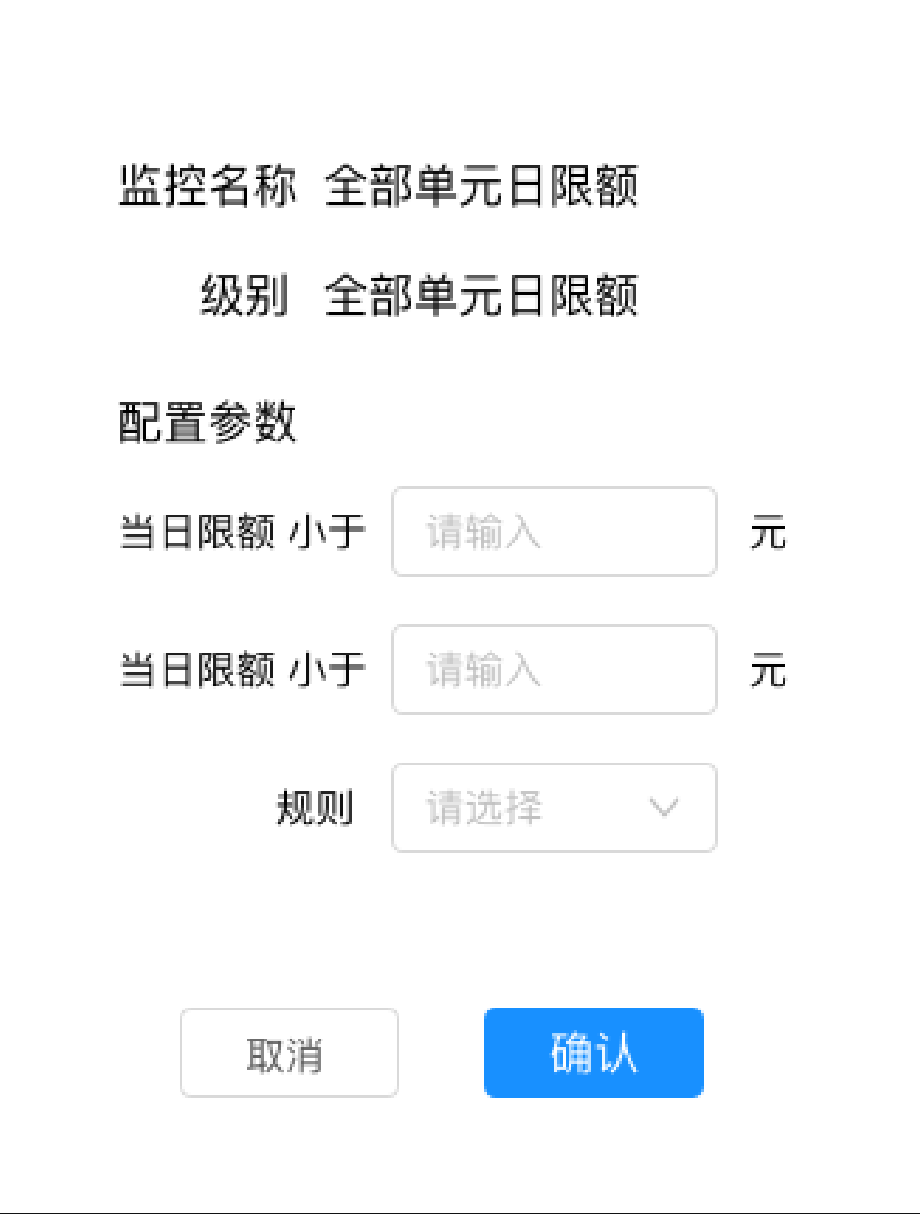 监控名称 全部单元日限额
级别 全部单元日限额
配置参数
当日限额 小于 请输入 元
当日限额 小于 请输入 元
规则 请选择
取消 确认